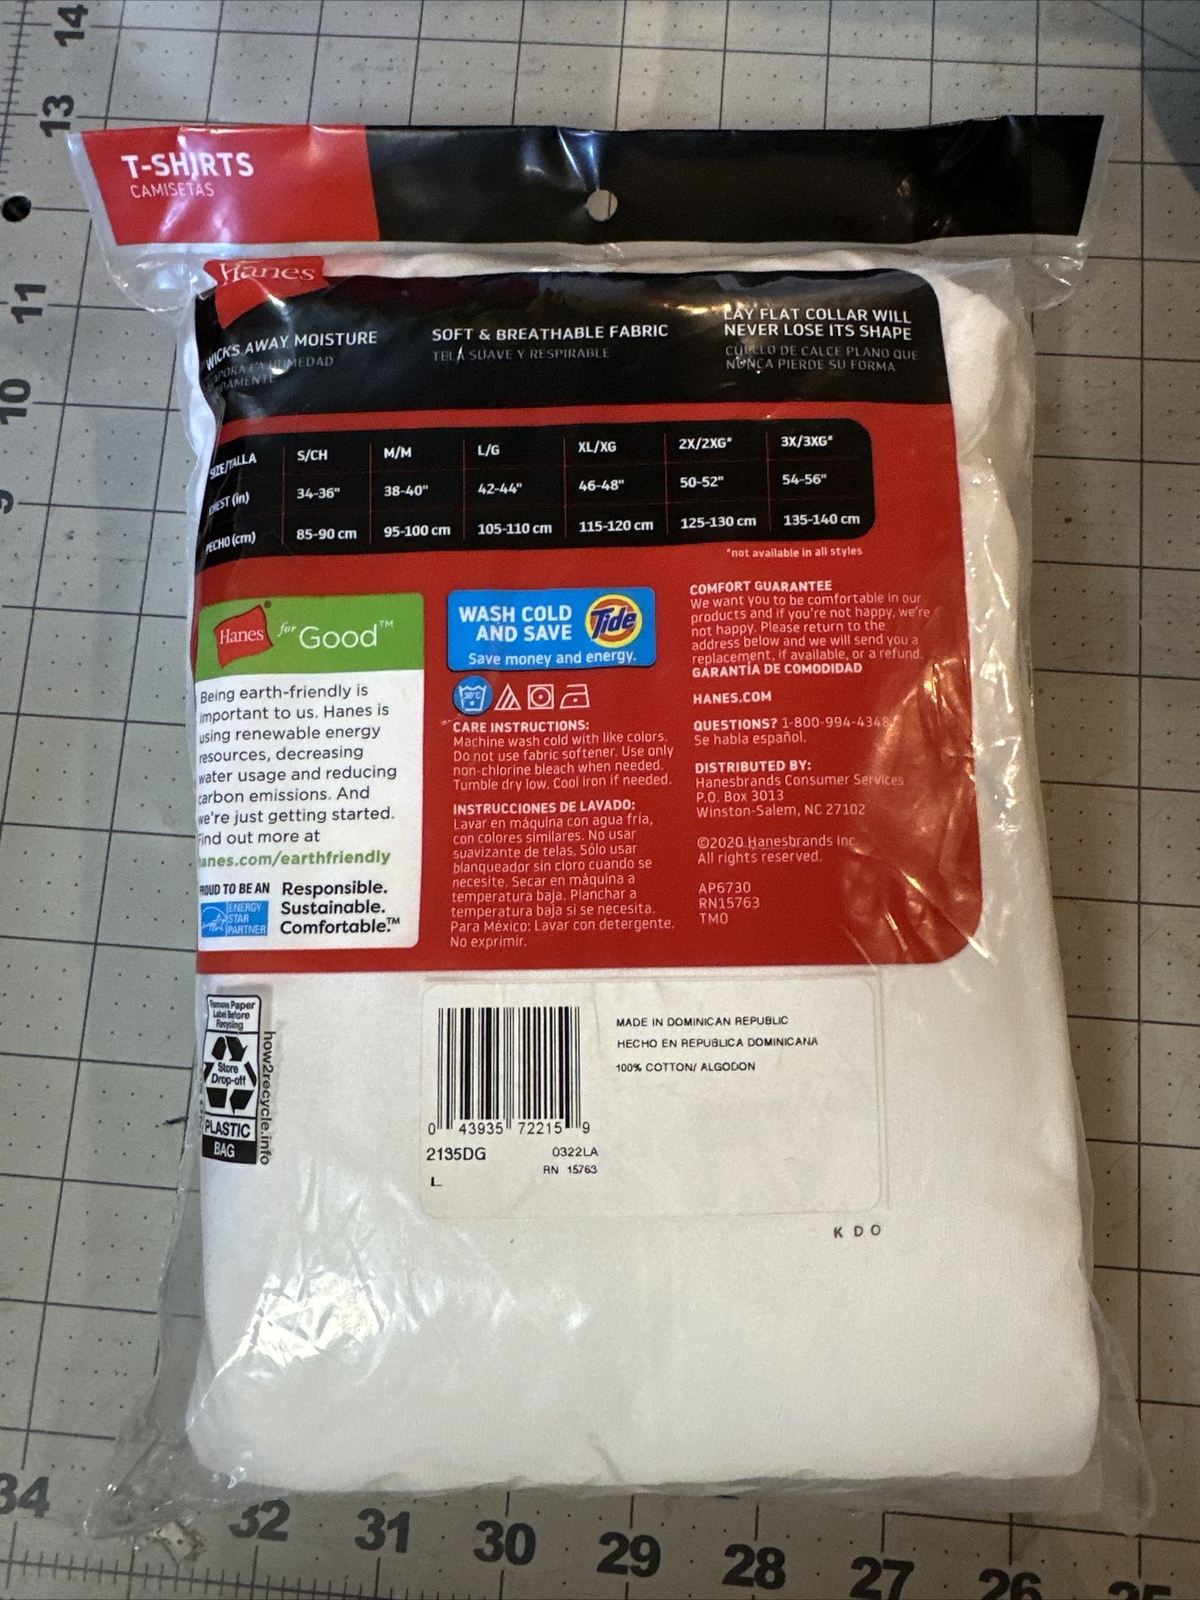 14
13
11
10
9
T-SHIRTS
CAMISETAS
Hanes
WICKS AWAY MOISTURE
HUMEDAD
SOFT & BREATHABLE FABRIC
TELA SUAVE Y RESPIRABLE
LAY FLAT COLLAR WILL
NEVER LOSE ITS SHAPE
CUELLO DE CALCE PLANO QUE
NUNCA PIERDE SU FORMA
SIZE/TALLA S/CH M/M L/G XL/XG 2X/2XG* 3X/3XG*
CHEST (in) 34-36" 38-40" 42-44" 46-48" 50-52" 54-56"
PECHO (cm) 85-90 cm 95-100 cm 105-110 cm 115-120 cm 125-130 cm 135-140 cm
*not available in all styles
Hanes® for Good™
Being earth-friendly is
important to us. Hanes is
using renewable energy
resources, decreasing
water usage and reducing
carbon emissions. And
we're just getting started.
Find out more at
hanes.com/earthfriendly
PROUD TO BE AN
ENERGY
STAR
PARTNER
Responsible.
Sustainable.
Comfortable.™
WASH COLD
AND SAVE
Tide
Save money and energy.
30°C
CARE INSTRUCTIONS:
Machine wash cold with like colors.
Do not use fabric softener. Use only
non-chlorine bleach when needed.
Tumble dry low. Cool iron if needed.
INSTRUCCIONES DE LAVADO:
Lavar en máquina con agua fría,
con colores similares. No usar
suavizante de telas. Sólo usar
blanqueador sin cloro cuando se
necesite. Secar en máquina a
temperatura baja. Planchar a
temperatura baja si se necesita.
Para México: Lavar con detergente.
No exprimir.
COMFORT GUARANTEE
We want you to be comfortable in our
products and if you're not happy, we're
not happy. Please return to the
address below and we will send you a
replacement, if available, or a refund.
GARANTÍA DE COMODIDAD
HANES.COM
QUESTIONS? 1-800-994-4348
Se habla español.
DISTRIBUTED BY:
Hanesbrands Consumer Services
P.O. Box 3013
Winston-Salem, NC 27102
©2020 Hanesbrands Inc.
All rights reserved.
AP6730
RN15763
TMO
Remove Paper
Label Before
Recycling
Store
Drop-off
PLASTIC
BAG
how2recycle.info
0 43935 72215 9
2135DG 0322LA
RN 15763
L
MADE IN DOMINICAN REPUBLIC
HECHO EN REPUBLICA DOMINICANA
100% COTTON/ ALGODON
K D O
34 32 31 30 29 28 27 26 25